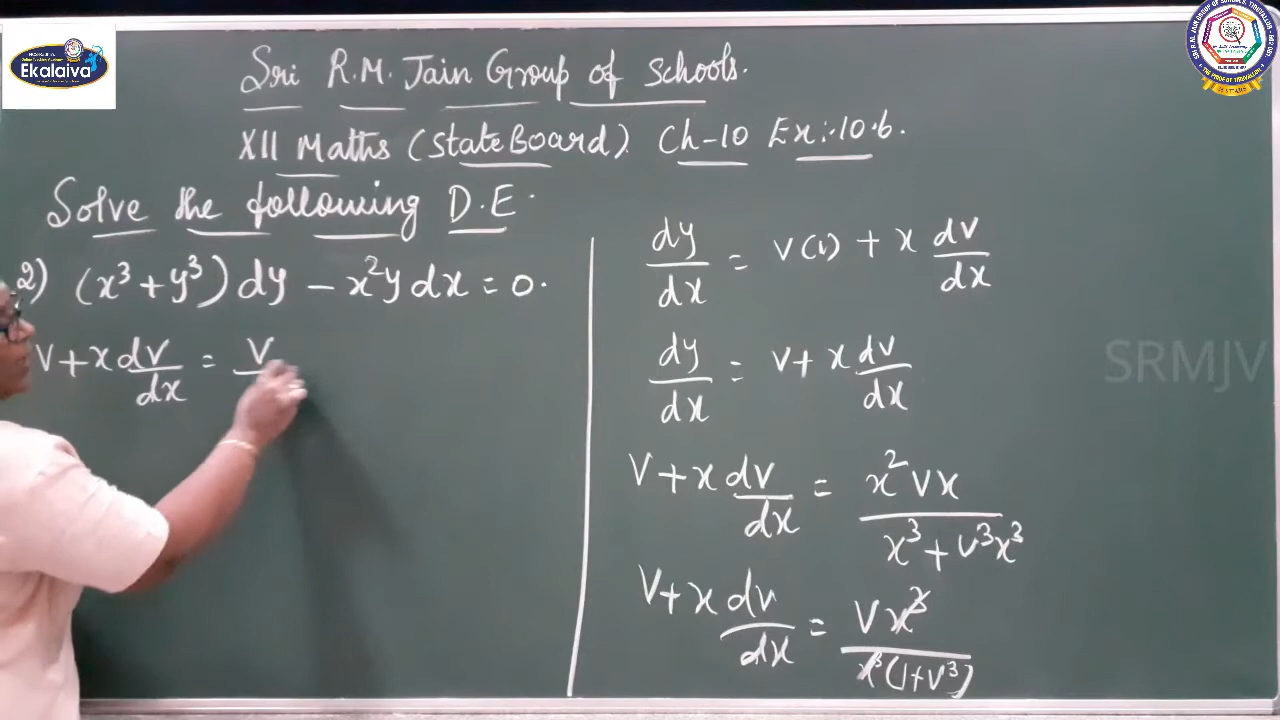 Ekalaiva
Sri R.M. Jain Group of Schools.
XII Maths (State Board) Ch-10 Ex:-10.6.
Solve the following D.E.
2) (x³+y³) dy – x²y dx = 0.
V+x dv/dx = V
dy/dx = V(1) + x dv/dx
dy/dx = V+ x dv/dx
V+x dv/dx = x²vx / x³+v³x³
V+x dv/dx = Vx³ / x³(1+v³)
SRMJV